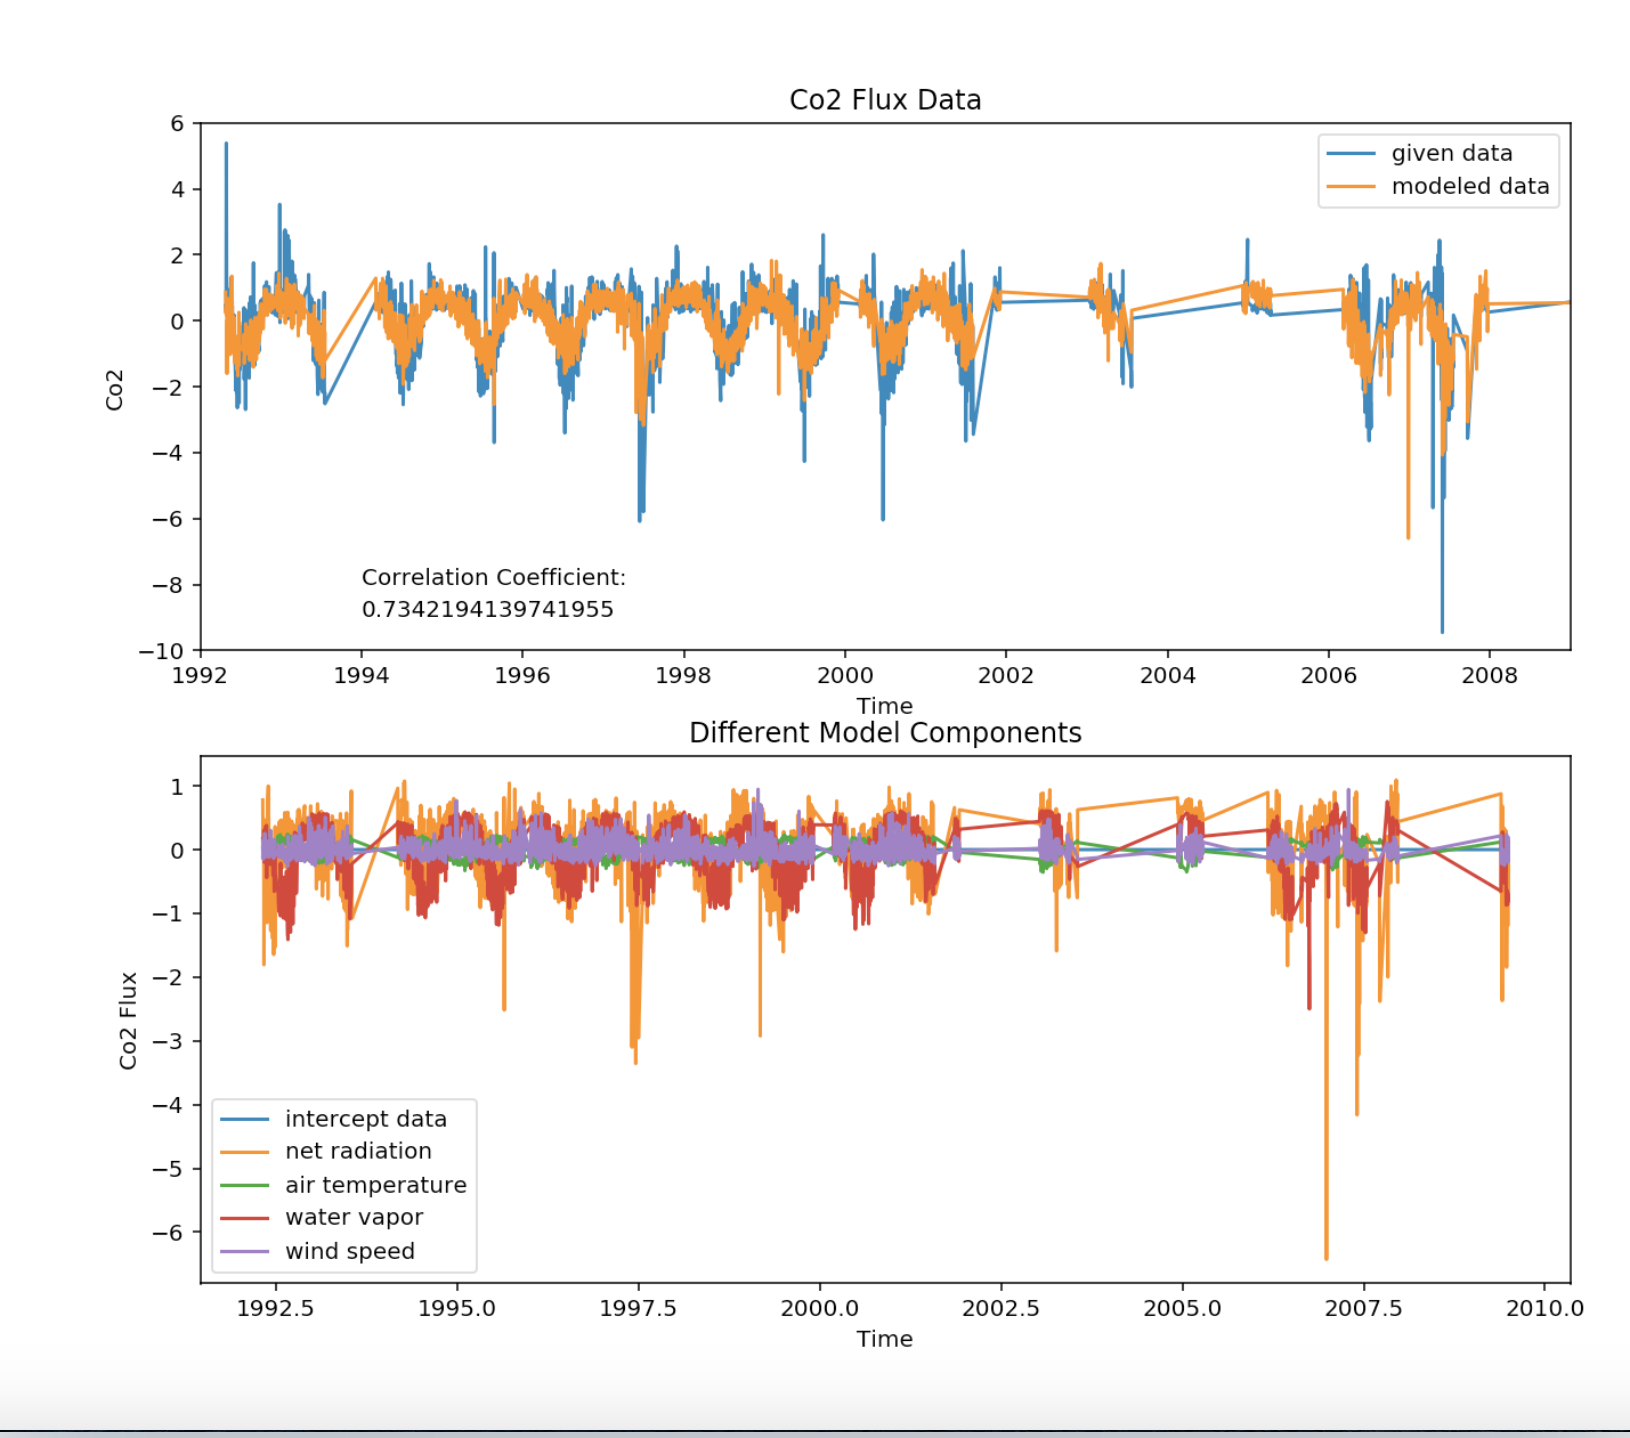 Co2 Flux Data
6
4
2
0
−2
−4
−6
−8
−10
Co2
given data
modeled data
Correlation Coefficient:
0.7342194139741955
1992 1994 1996 1998 2000 2002 2004 2006 2008
Time
Different Model Components
1
0
−1
−2
−3
−4
−5
−6
Co2 Flux
intercept data
net radiation
air temperature
water vapor
wind speed
1992.5 1995.0 1997.5 2000.0 2002.5 2005.0 2007.5 2010.0
Time